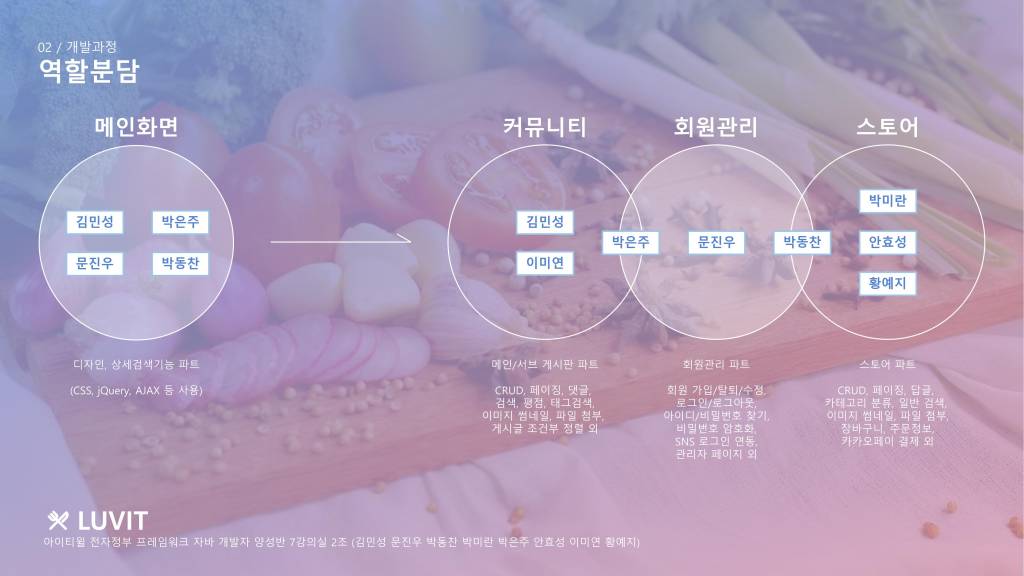 02 / 개발과정
역할분담
메인화면
김민성 박은주
문진우 박동찬
디자인, 상세검색기능 파트
(CSS, jQuery, AJAX 등 사용)
커뮤니티
김민성
이미연
박은주
메인/서브 게시판 파트
CRUD, 페이징, 댓글,
검색, 평점, 태그검색,
이미지 썸네일, 파일 첨부,
게시글 조건부 정렬 외
회원관리
문진우
박동찬
회원관리 파트
회원 가입/탈퇴/수정,
로그인/로그아웃,
아이디/비밀번호 찾기,
비밀번호 암호화,
SNS 로그인 연동,
관리자 페이지 외
스토어
박미란
안효성
황예지
스토어 파트
CRUD, 페이징, 답글,
카테고리 분류, 일반 검색,
이미지 썸네일, 파일 첨부,
장바구니, 주문정보,
카카오페이 결제 외
LUVIT
아이티윌 전자정부 프레임워크 자바 개발자 양성반 7강의실 2조 (김민성 문진우 박동찬 박미란 박은주 안효성 이미연 황예지)